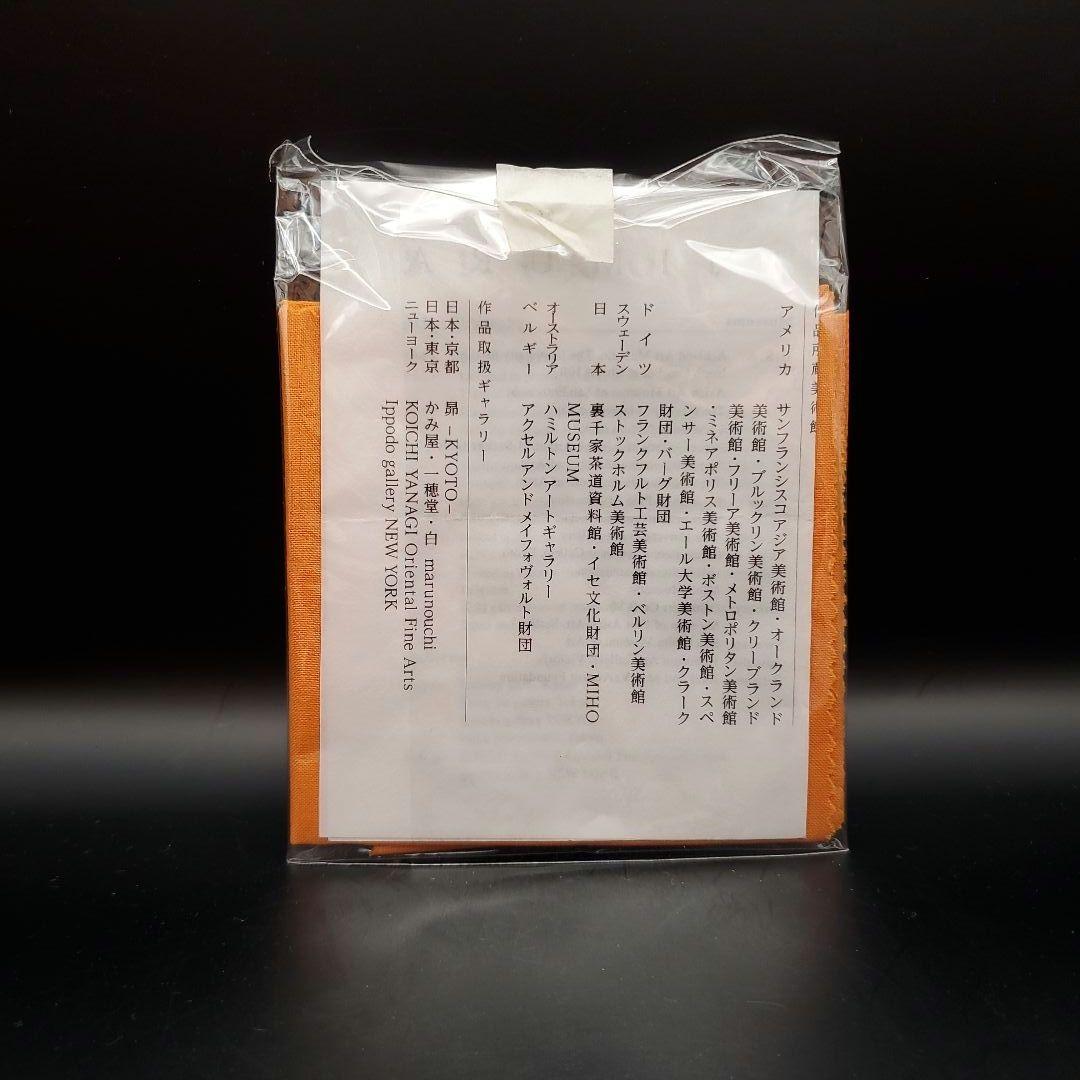 作品所蔵美術館
アメリカ サンフランシスコアジア美術館・オークランド
美術館・ブルックリン美術館・クリーブランド
美術館・フリーア美術館・メトロポリタン美術館
・ミネアポリス美術館・ボストン美術館・スペ
ンサー美術館・エール大学美術館・クラーク
財団・バーグ財団
ドイツ フランクフルト工芸美術館・ベルリン美術館
スウェーデン ストックホルム美術館
日本 裏千家茶道資料館・イセ文化財団・MIHO
MUSEUM
オーストラリア ハミルトンアートギャラリー
ベルギー アクセルアンドメイフォヴォルト財団
作品取扱ギャラリー
日本・京都 昴 –KYOTO–
日本・東京 かみ屋・一穂堂・白 marunouchi
KOICHI YANAGI Oriental Fine Arts
ニューヨーク
Ippodo gallery NEW YORK